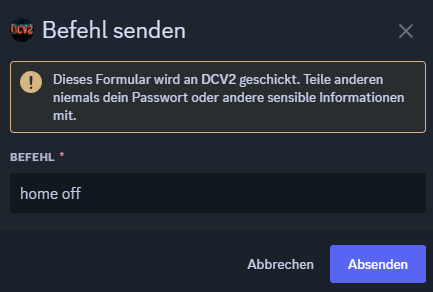 DCV2
Befehl senden
Dieses Formular wird an DCV2 geschickt. Teile anderen
niemals dein Passwort oder andere sensible Informationen
mit.
BEFEHL *
home off
Abbrechen
Absenden